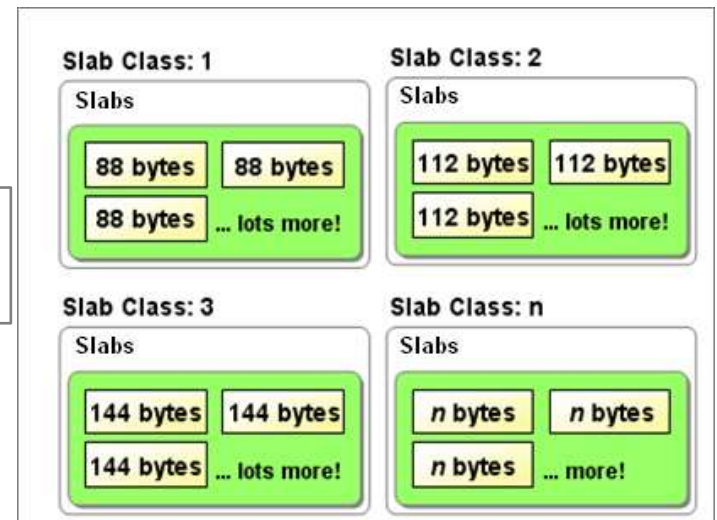 Slab Class: 1
Slabs
88 bytes 88 bytes
88 bytes ... lots more!
Slab Class: 2
Slabs
112 bytes 112 bytes
112 bytes ... lots more!
Slab Class: 3
Slabs
144 bytes 144 bytes
144 bytes ... lots more!
Slab Class: n
Slabs
n bytes n bytes
n bytes ... more!